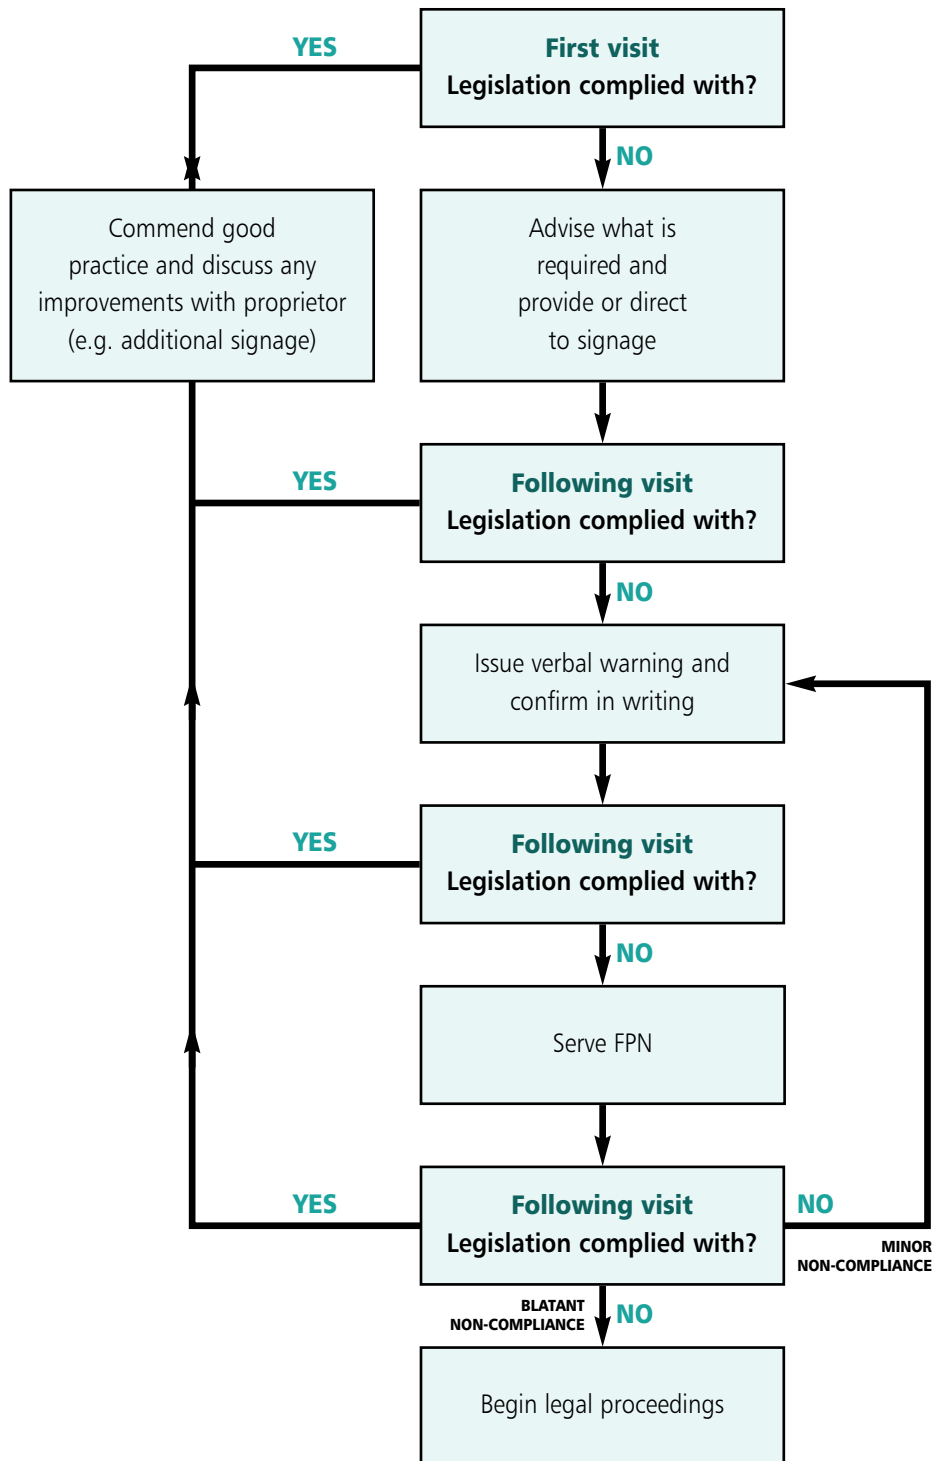 YES
First visit
Legislation complied with?
NO
Commend good
practice and discuss any
improvements with proprietor
(e.g. additional signage)
Advise what is
required and
provide or direct
to signage
YES
Following visit
Legislation complied with?
NO
Issue verbal warning and
confirm in writing
YES
Following visit
Legislation complied with?
NO
Serve FPN
YES
Following visit
Legislation complied with?
NO
MINOR
NON-COMPLIANCE
BLATANT
NON-COMPLIANCE
NO
Begin legal proceedings